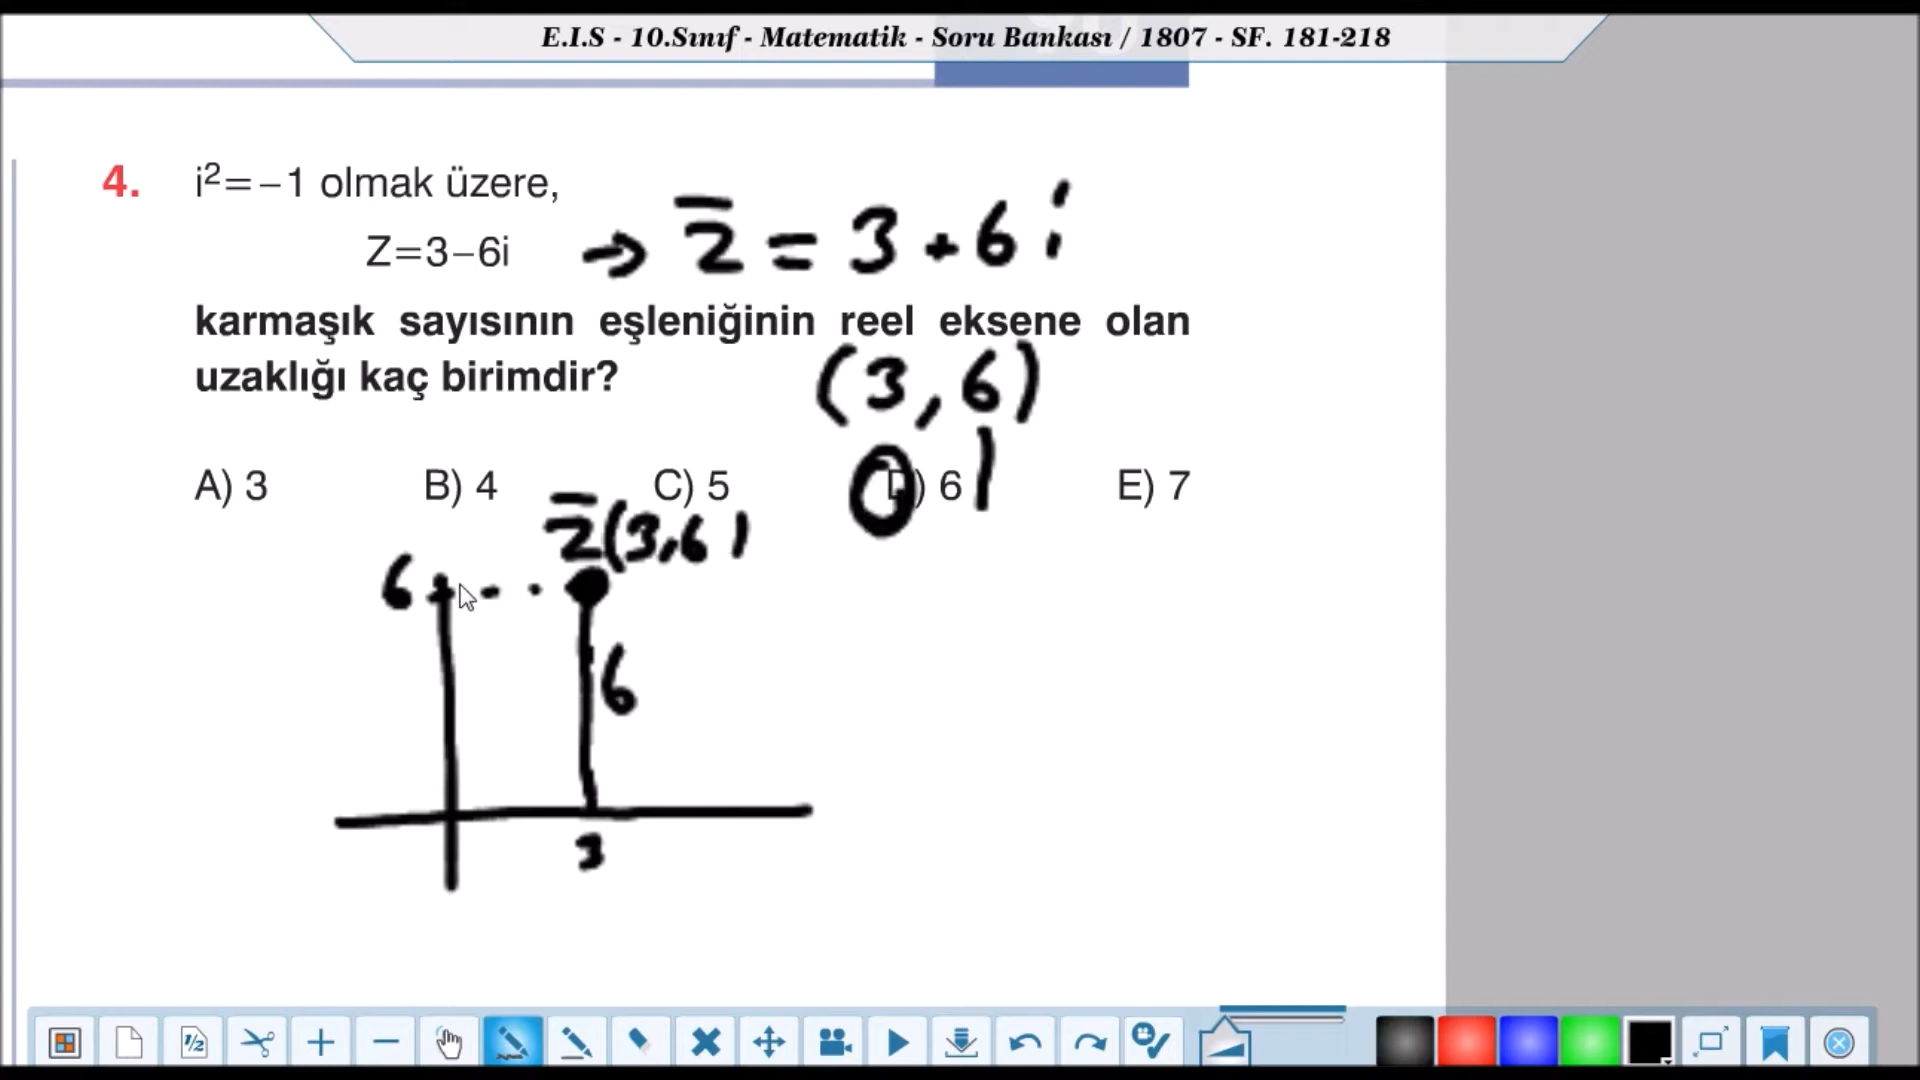 E.I.S - 10.Sınıf - Matematik - Soru Bankası / 1807 - SF. 181-218
4. i²=−1 olmak üzere,
Z=3−6i → z̅ = 3 + 6i
karmaşık sayısının eşleniğinin reel eksene olan
uzaklığı kaç birimdir?
(3,6)
A) 3 B) 4 C) 5 D) 6 E) 7
z̅(3,6)
6
6
3
1/2